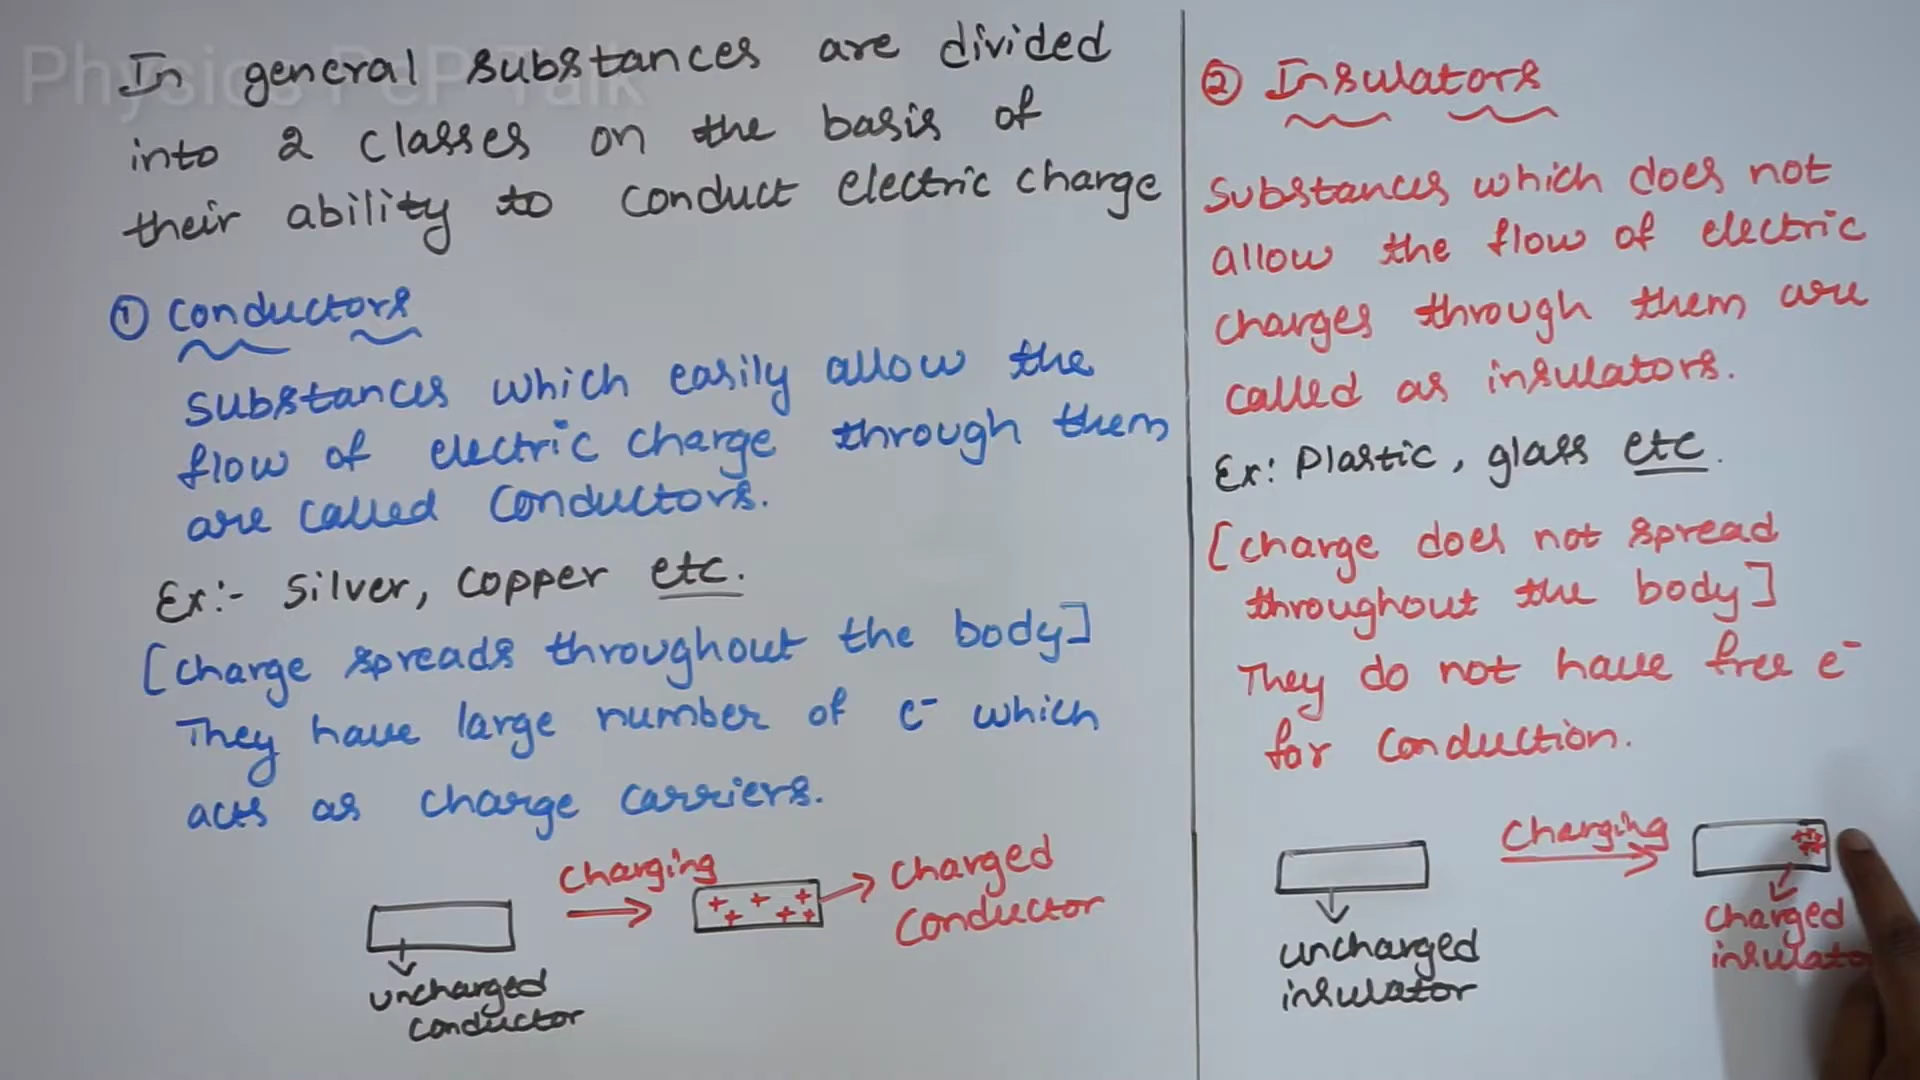 Physics PeP Talk
In general substances are divided
into 2 classes on the basis of
their ability to conduct electric charge
① Conductors
Substances which easily allow the
flow of electric charge through them
are called conductors.
Ex:- Silver, copper etc.
[charge spreads throughout the body]
They have large number of e⁻ which
acts as charge carriers.
Charging
Charged
Conductor
uncharged
conductor
② Insulators
Substances which does not
allow the flow of electric
charges through them are
called as insulators.
Ex: Plastic, glass etc.
[charge does not spread
throughout the body]
They do not have free e⁻
for conduction.
Charging
uncharged
insulator
Charged
insulato